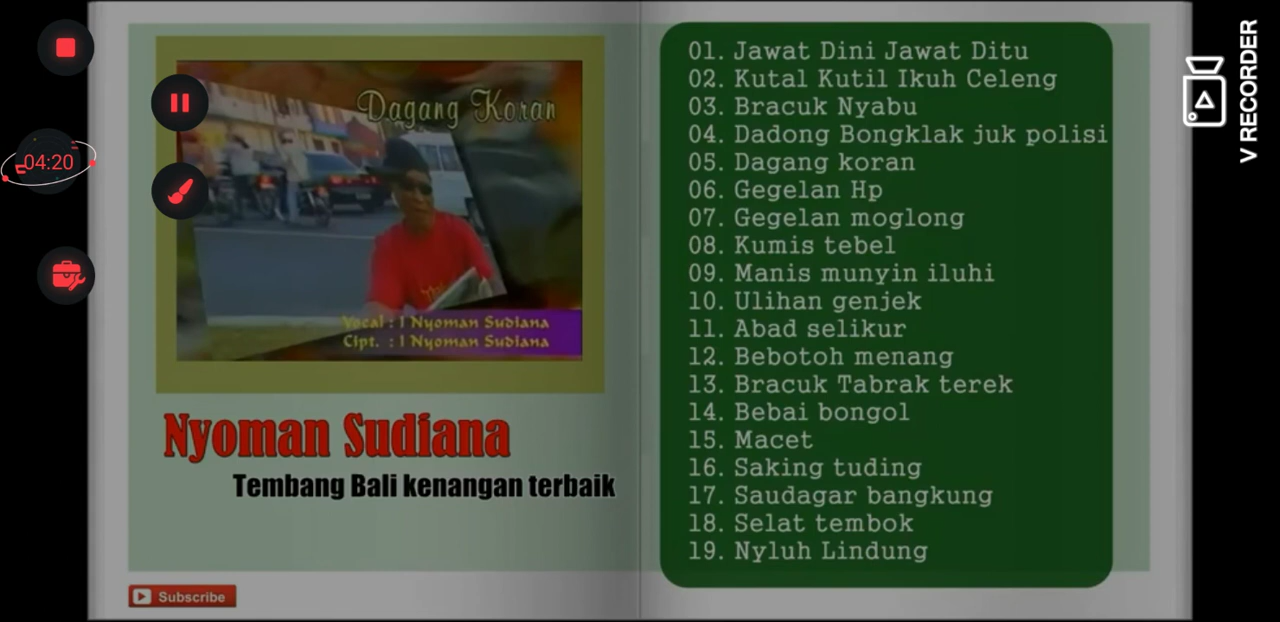 04:20
Dagang Koran
Vocal : I Nyoman Sudiana
Cipt. : I Nyoman Sudiana
Nyoman Sudiana
Tembang Bali kenangan terbaik
Subscribe
01. Jawat Dini Jawat Ditu
02. Kutal Kutil Ikuh Celeng
03. Bracuk Nyabu
04. Dadong Bongklak juk polisi
05. Dagang koran
06. Gegelan Hp
07. Gegelan moglong
08. Kumis tebel
09. Manis munyin iluhi
10. Ulihan genjek
11. Abad selikur
12. Bebotoh menang
13. Bracuk Tabrak terek
14. Bebai bongol
15. Macet
16. Saking tuding
17. Saudagar bangkung
18. Selat tembok
19. Nyluh Lindung
V RECORDER